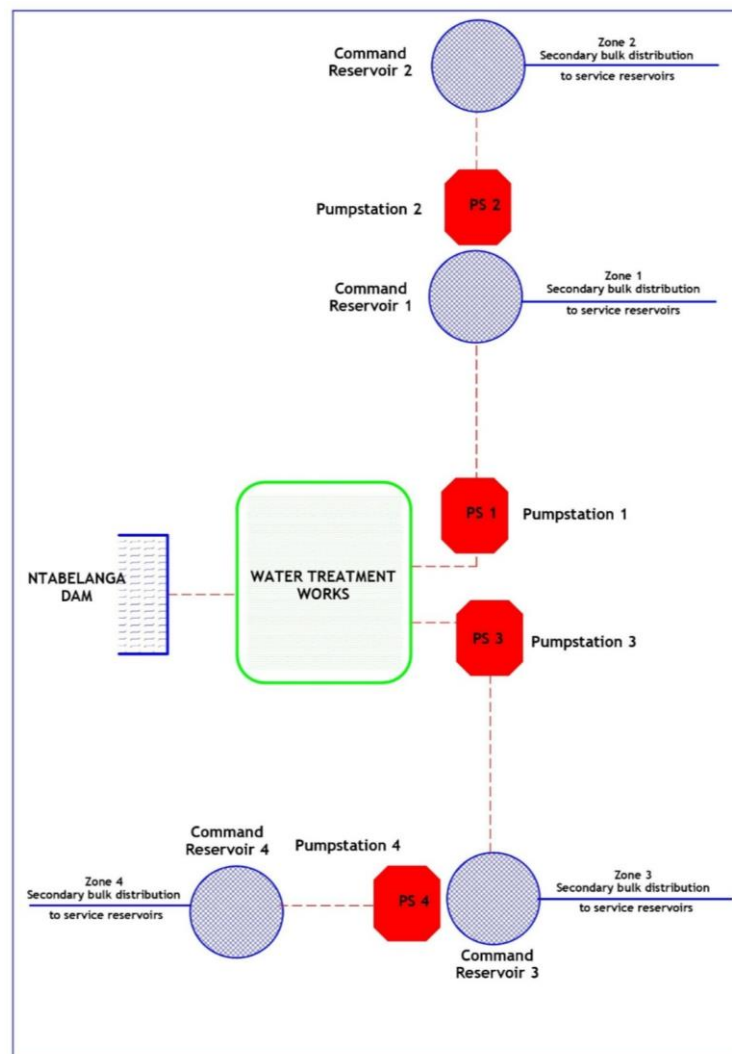 Command
Reservoir 2
Zone 2
Secondary bulk distribution
to service reservoirs
Pumpstation 2
PS 2
Command
Reservoir 1
Zone 1
Secondary bulk distribution
to service reservoirs
PS 1
Pumpstation 1
NTABELANGA
DAM
WATER TREATMENT
WORKS
PS 3
Pumpstation 3
Command
Reservoir 4
Pumpstation 4
Zone 4
Secondary bulk distribution
to service reservoirs
PS 4
Zone 3
Secondary bulk distribution
to service reservoirs
Command
Reservoir 3